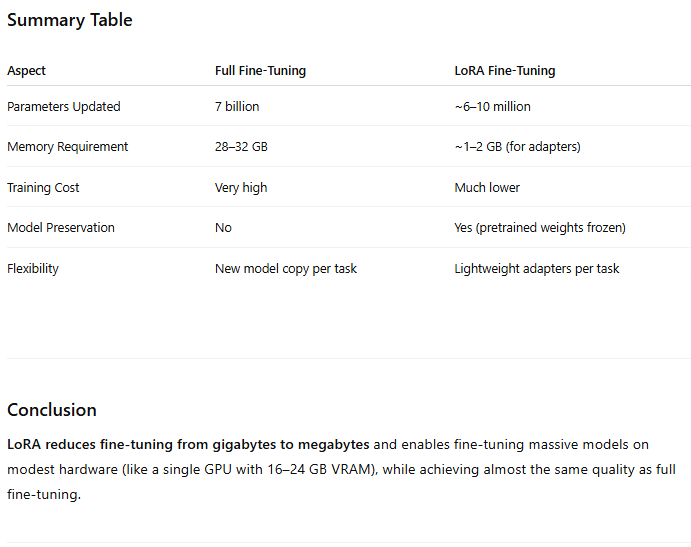 Summary Table
Aspect Full Fine-Tuning LoRA Fine-Tuning
Parameters Updated 7 billion ~6–10 million
Memory Requirement 28–32 GB ~1–2 GB (for adapters)
Training Cost Very high Much lower
Model Preservation No Yes (pretrained weights frozen)
Flexibility New model copy per task Lightweight adapters per task
Conclusion
LoRA reduces fine-tuning from gigabytes to megabytes and enables fine-tuning massive models on
modest hardware (like a single GPU with 16–24 GB VRAM), while achieving almost the same quality as full
fine-tuning.